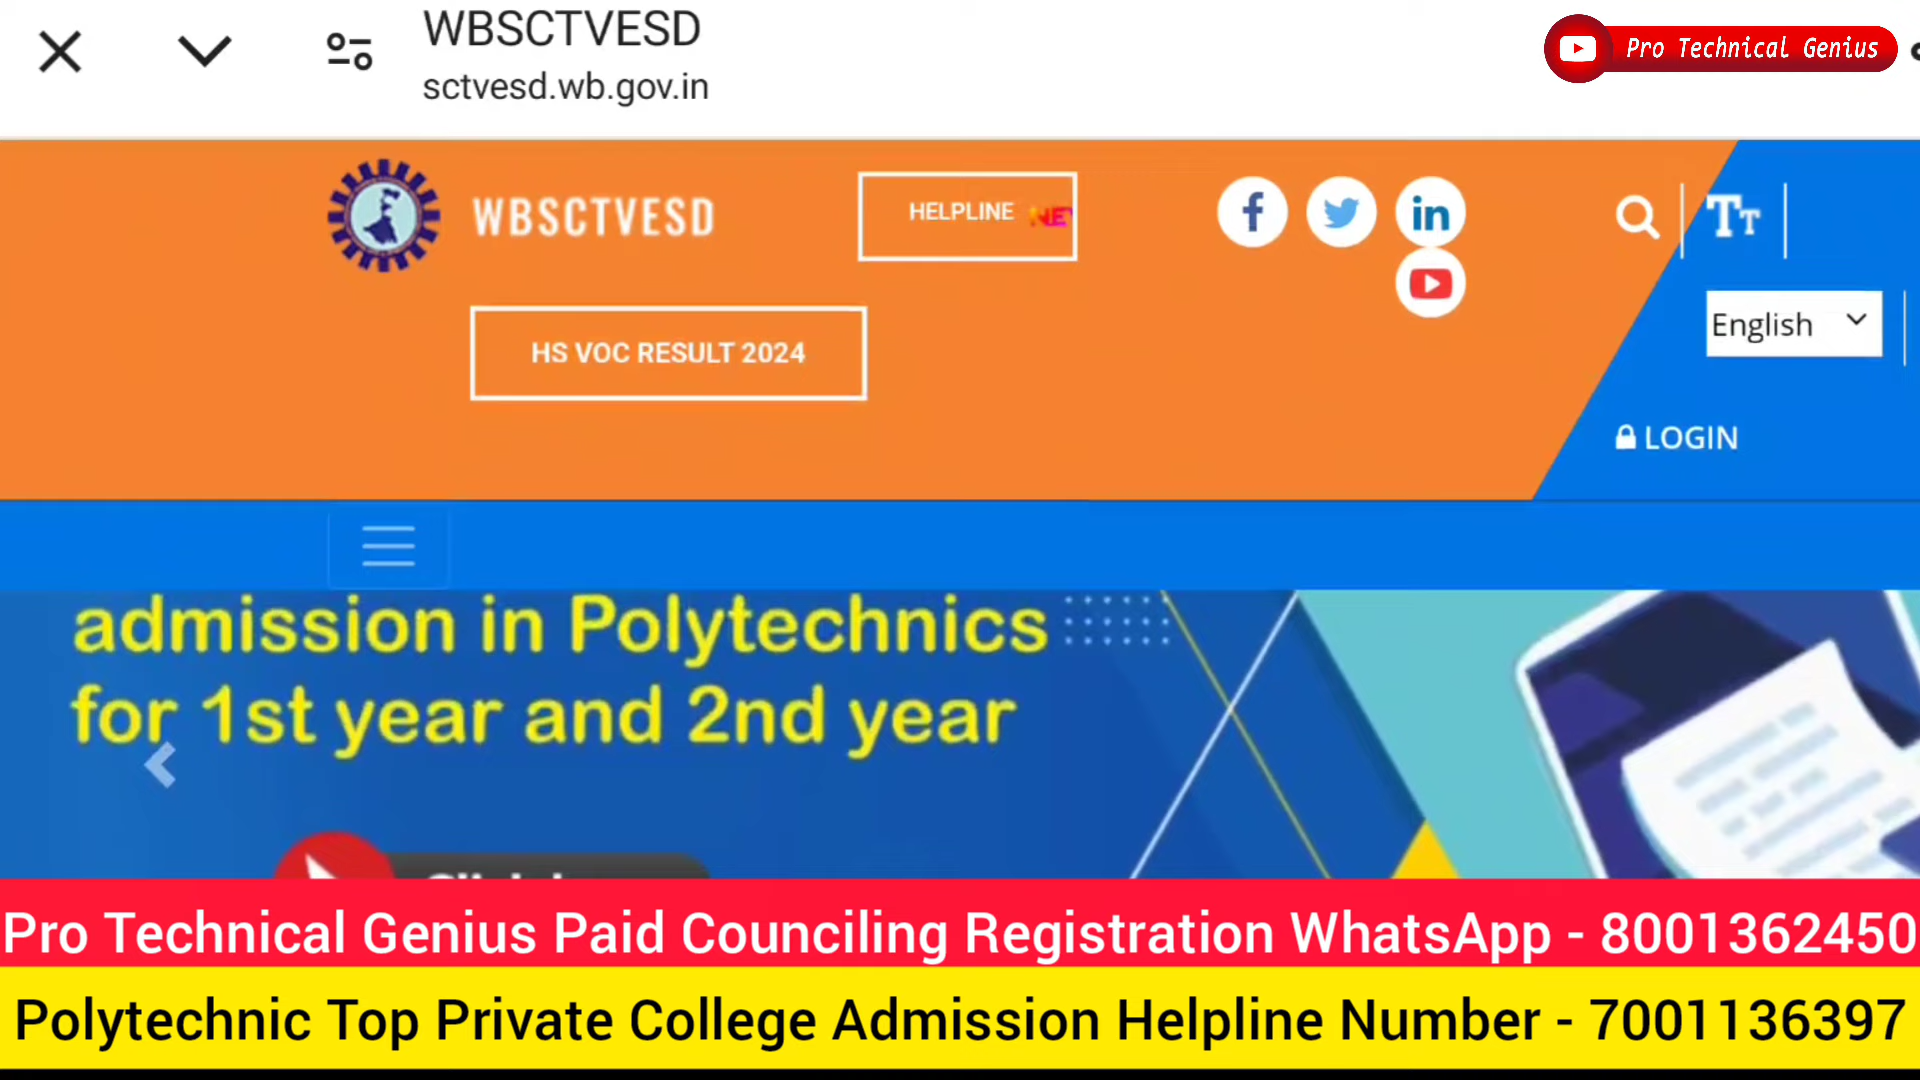 WBSCTVESD
sctvesd.wb.gov.in
Pro Technical Genius
WBSCTVESD
HELPLINE
HS VOC RESULT 2024
English
LOGIN
admission in Polytechnics
for 1st year and 2nd year
Pro Technical Genius Paid Counciling Registration WhatsApp - 8001362450
Polytechnic Top Private College Admission Helpline Number - 7001136397